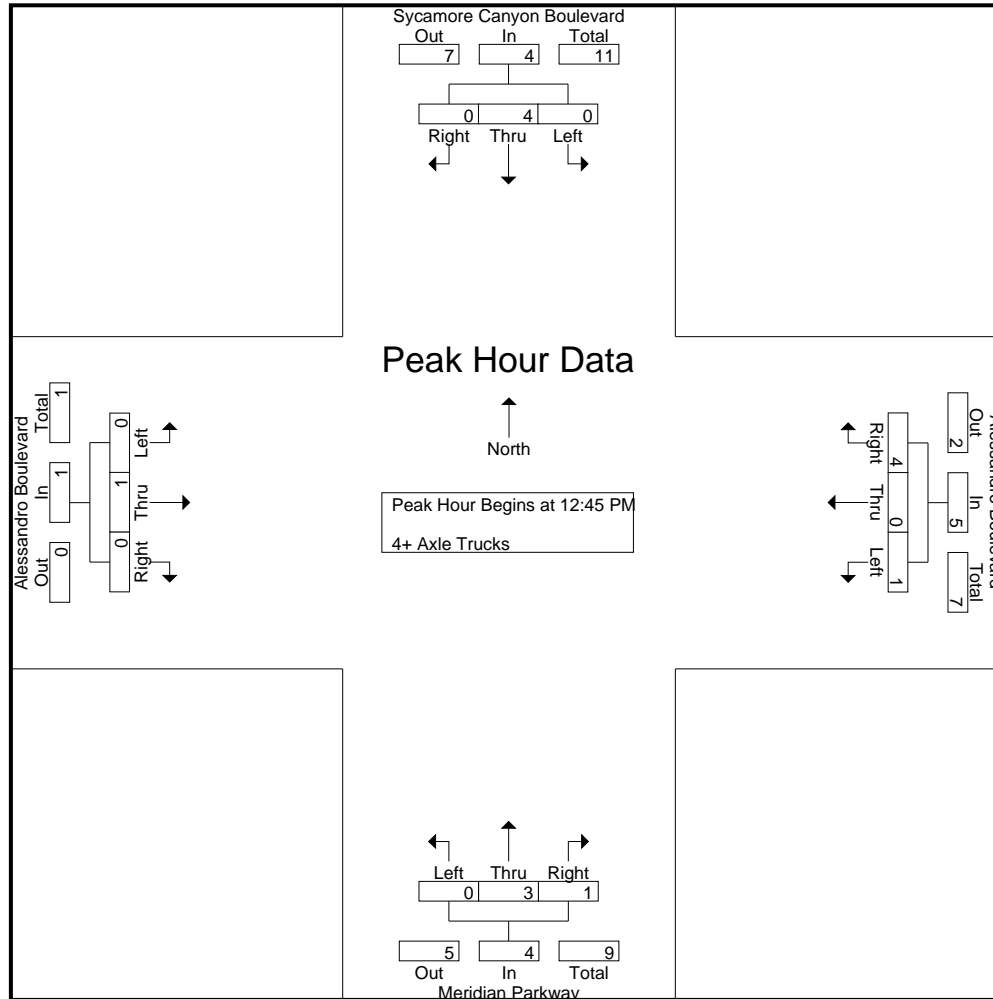 Sycamore Canyon Boulevard
Out In Total
7 4 11
0 4 0
Right Thru Left
Peak Hour Data
North
Peak Hour Begins at 12:45 PM
4+ Axle Trucks
Alessandro Boulevard
Out In Total
0 1 1
Left Thru Right
0 1 0
Out In Total
2 5 7
Right Thru Left
4 0 1
Left Thru Right
0 3 1
5 4 9
Out In Total
Meridian Parkway